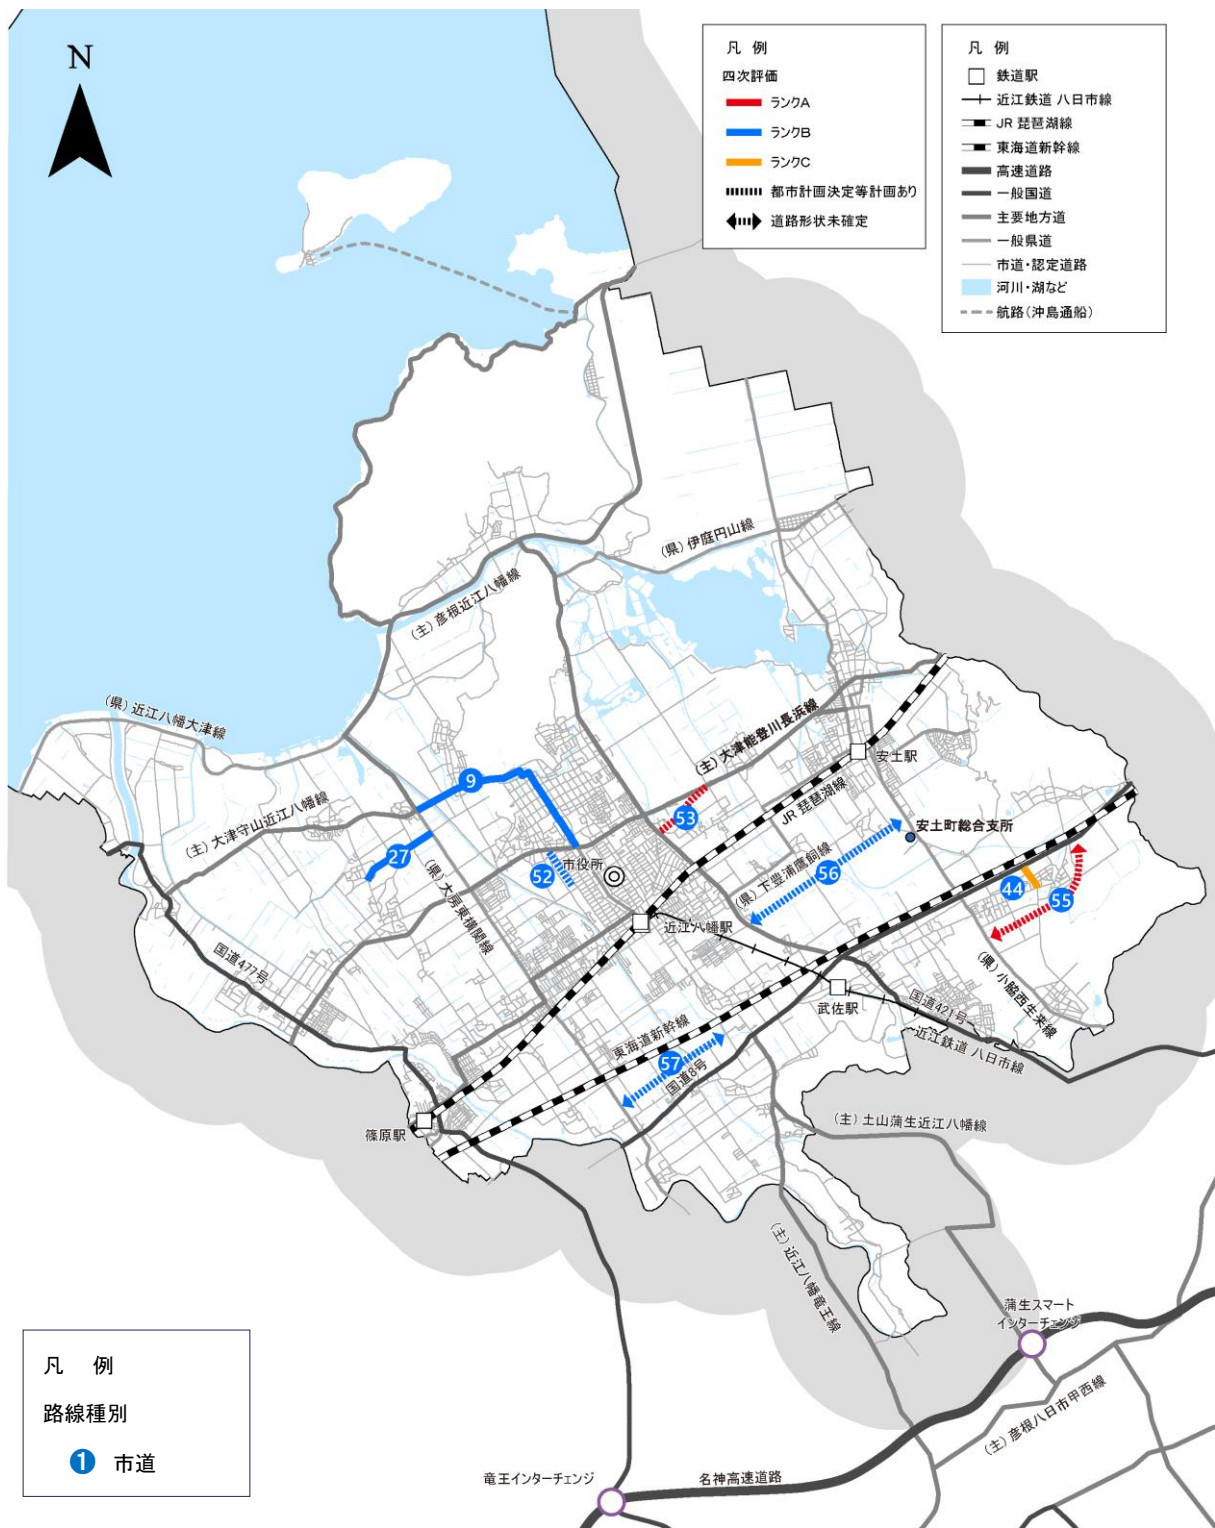 N
凡 例
四次評価
ランクA
ランクB
ランクC
都市計画決定等計画あり
道路形状未確定
凡 例
鉄道駅
近江鉄道 八日市線
JR 琵琶湖線
東海道新幹線
高速道路
一般国道
主要地方道
一般県道
市道・認定道路
河川・湖など
航路(沖島通船)
(県) 伊庭円山線
(主) 彦根近江八幡線
(県) 近江八幡大津線
(主) 大津能登川長浜線
安土駅
9
53
JR 琵琶湖線
(主) 大津守山近江八幡線
安土町総合支所
27
市役所
52
(県) 下豊浦鷹飼線
56
44
55
(県) 大房東横関線
近江八幡駅
国道477号
武佐駅
国道421号
(県) 小脇西生来線
東海道新幹線
近江鉄道 八日市線
57
国道8号
篠原駅
(主) 土山蒲生近江八幡線
(主) 近江八幡竜王線
蒲生スマート
インターチェンジ
(主) 彦根八日市甲西線
竜王インターチェンジ
名神高速道路
凡 例
路線種別
1 市道